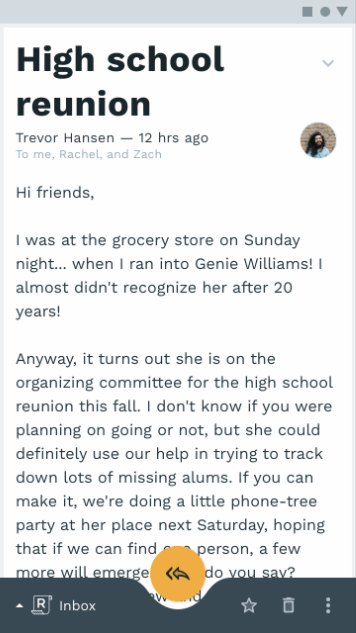 High school
reunion
Trevor Hansen — 12 hrs ago
To me, Rachel, and Zach
Hi friends,
I was at the grocery store on Sunday
night... when I ran into Genie Williams! I
almost didn't recognize her after 20
years!
Anyway, it turns out she is on the
organizing committee for the high school
reunion this fall. I don't know if you were
planning on going or not, but she could
definitely use our help in trying to track
down lots of missing alums. If you can
make it, we're doing a little phone-tree
party at her place next Saturday, hoping
that if we can find person, a few
more will emerge do you say?
Inbox